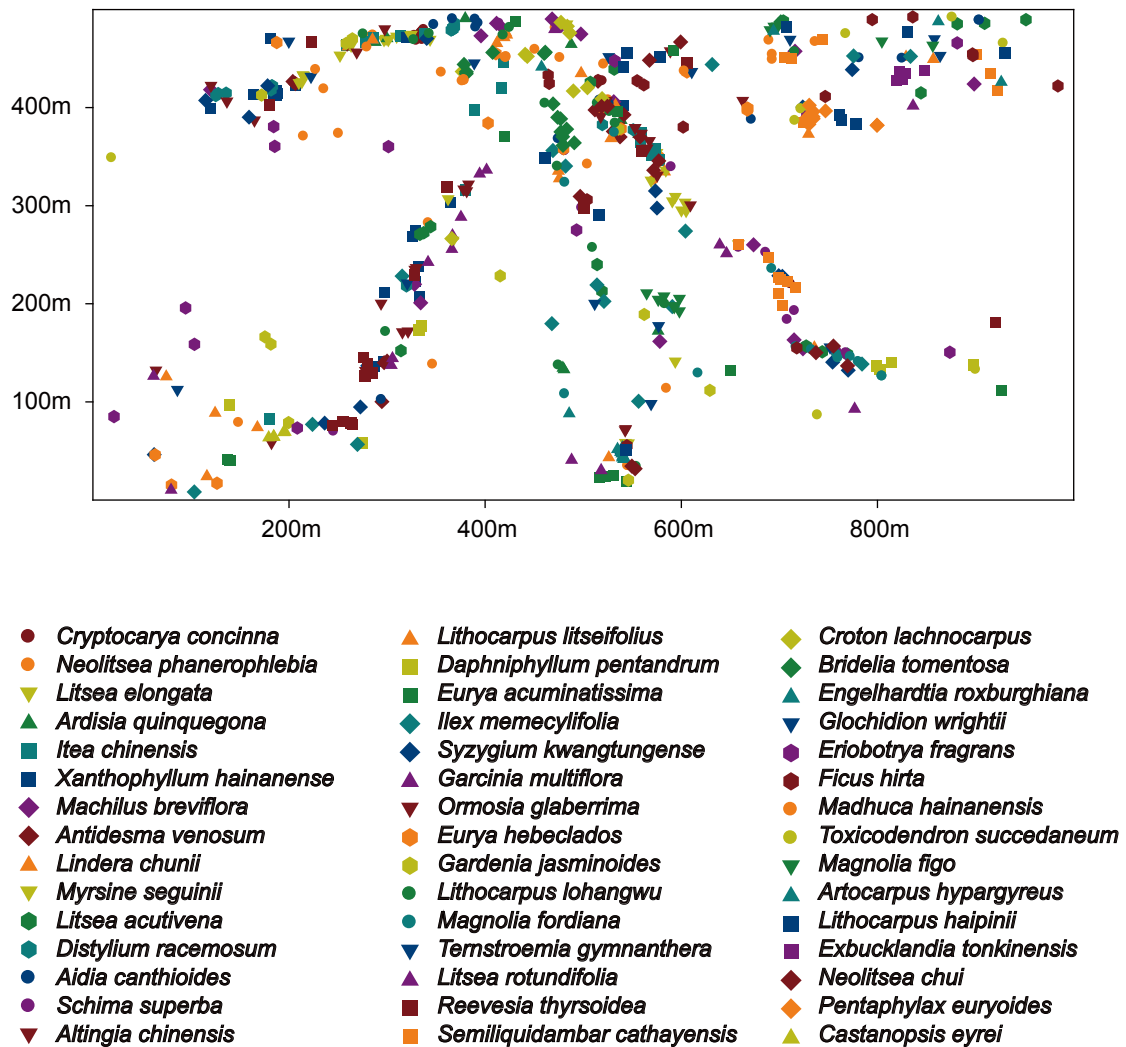 400m
300m
200m
100m
200m 400m 600m 800m
Cryptocarya concinna
Neolitsea phanerophlebia
Litsea elongata
Ardisia quinquegona
Itea chinensis
Xanthophyllum hainanense
Machilus breviflora
Antidesma venosum
Lindera chunii
Myrsine seguinii
Litsea acutivena
Distylium racemosum
Aidia canthioides
Schima superba
Altingia chinensis
Lithocarpus litseifolius
Daphniphyllum pentandrum
Eurya acuminatissima
Ilex memecylifolia
Syzygium kwangtungense
Garcinia multiflora
Ormosia glaberrima
Eurya hebeclados
Gardenia jasminoides
Lithocarpus lohangwu
Magnolia fordiana
Ternstroemia gymnanthera
Litsea rotundifolia
Reevesia thyrsoidea
Semiliquidambar cathayensis
Croton lachnocarpus
Bridelia tomentosa
Engelhardtia roxburghiana
Glochidion wrightii
Eriobotrya fragrans
Ficus hirta
Madhuca hainanensis
Toxicodendron succedaneum
Magnolia figo
Artocarpus hypargyreus
Lithocarpus haipinii
Exbucklandia tonkinensis
Neolitsea chui
Pentaphylax euryoides
Castanopsis eyrei